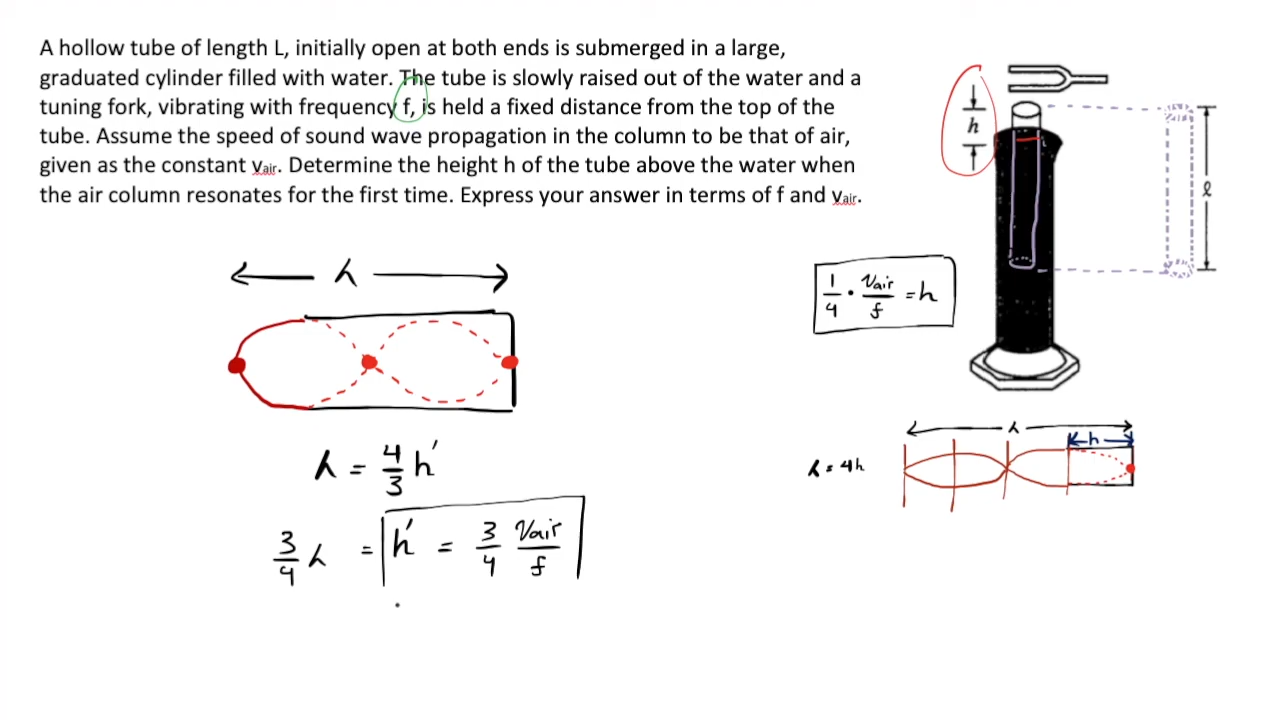 A hollow tube of length L, initially open at both ends is submerged in a large,
graduated cylinder filled with water. The tube is slowly raised out of the water and a
tuning fork, vibrating with frequency f, is held a fixed distance from the top of the
tube. Assume the speed of sound wave propagation in the column to be that of air,
given as the constant vair. Determine the height h of the tube above the water when
the air column resonates for the first time. Express your answer in terms of f and vair.
h
ℓ
λ
1/4 · Vair/f = h
λ = 4/3 h'
λ
h
λ = 4h
3/4 λ = h' = 3/4 Vair/f